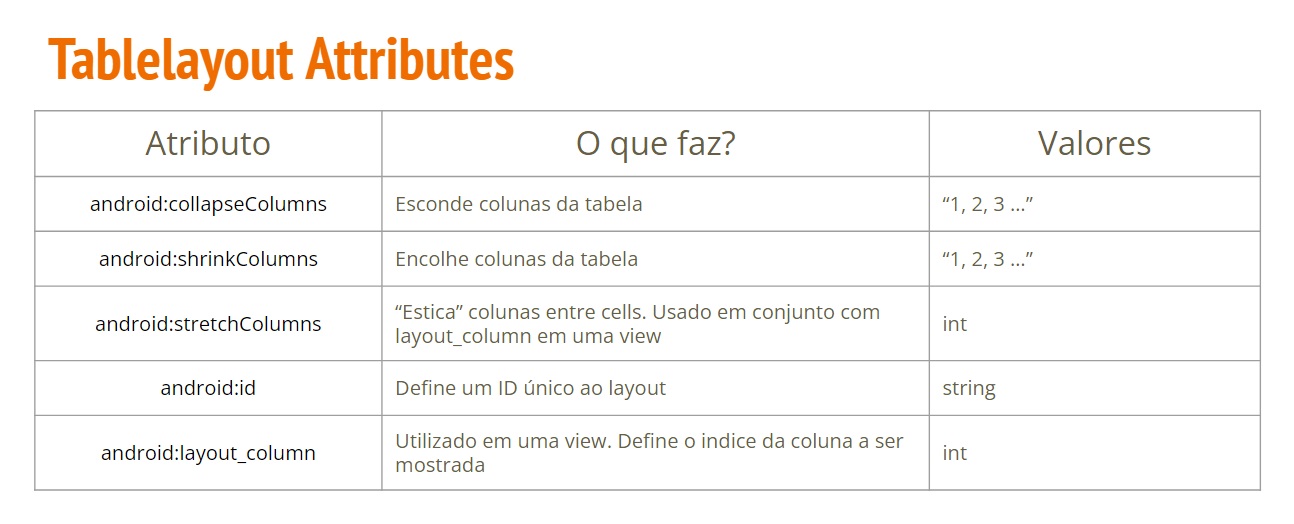 Tablelayout Attributes
Atributo O que faz? Valores
android:collapseColumns Esconde colunas da tabela “1, 2, 3 ...”
android:shrinkColumns Encolhe colunas da tabela “1, 2, 3 ...”
android:stretchColumns “Estica” colunas entre cells. Usado em conjunto com
layout_column em uma view int
android:id Define um ID único ao layout string
android:layout_column Utilizado em uma view. Define o indice da coluna a ser
mostrada int